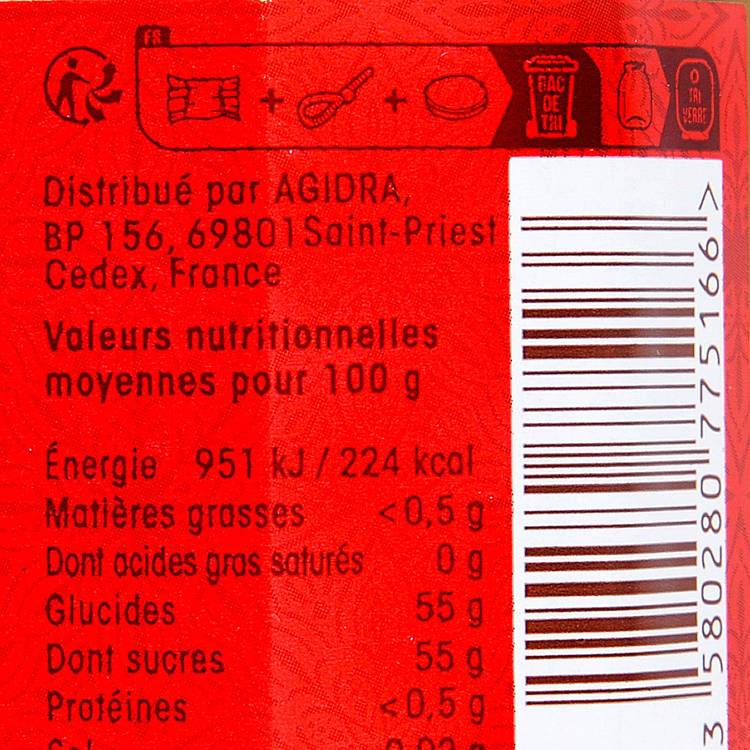 FR
BAC
DE
TRI
TRI
VERRE
Distribué par AGIDRA,
BP 156, 69801 Saint-Priest
Cedex, France
Valeurs nutritionnelles
moyennes pour 100 g
Énergie 951 kJ / 224 kcal
Matières grasses <0,5 g
Dont acides gras saturés 0 g
Glucides 55 g
Dont sucres 55 g
Protéines <0,5 g
3 580280 775166 >